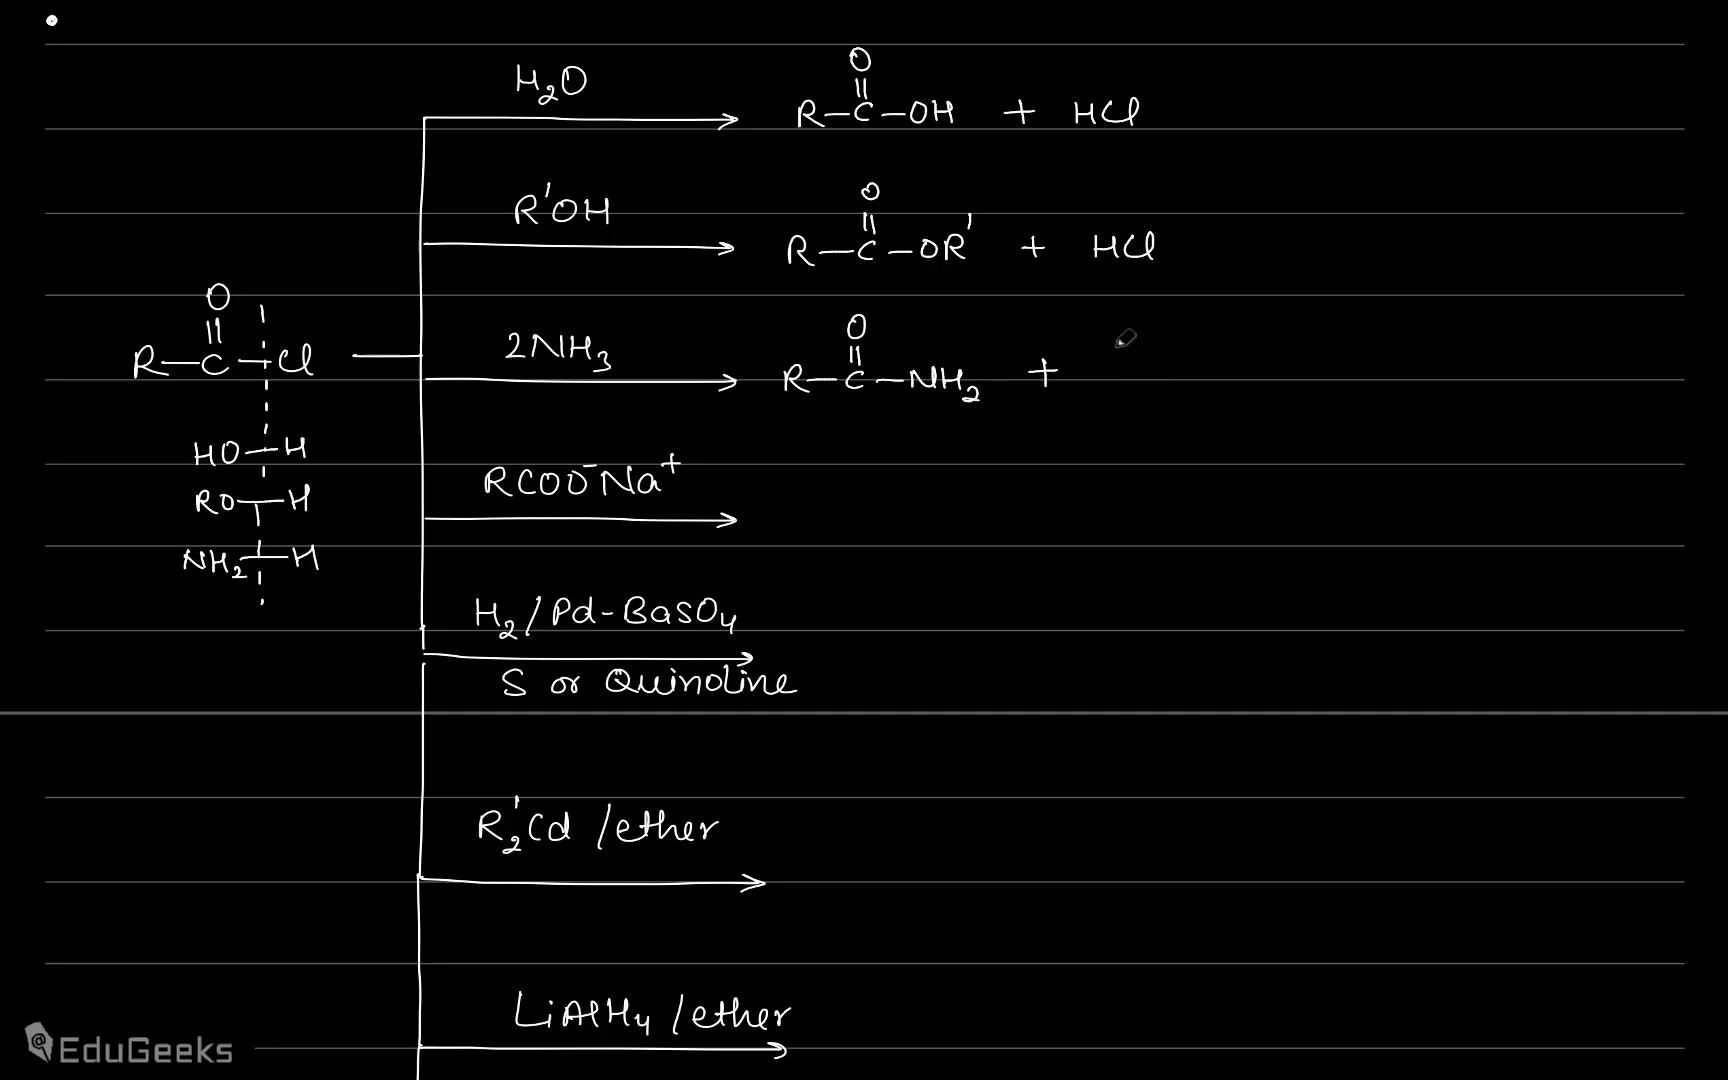 H₂O
O
||
R—C—OH + HCl
R'OH
O
||
R—C—OR' + HCl
O
||
R—C—Cl
2NH₃
O
||
R—C—NH₂ +
HO—H
RO—H
NH₂—H
RCOO⁻Na⁺
H₂/Pd-BaSO₄
S or Quinoline
R'₂Cd /ether
LiAlH₄ /ether
EduGeeks